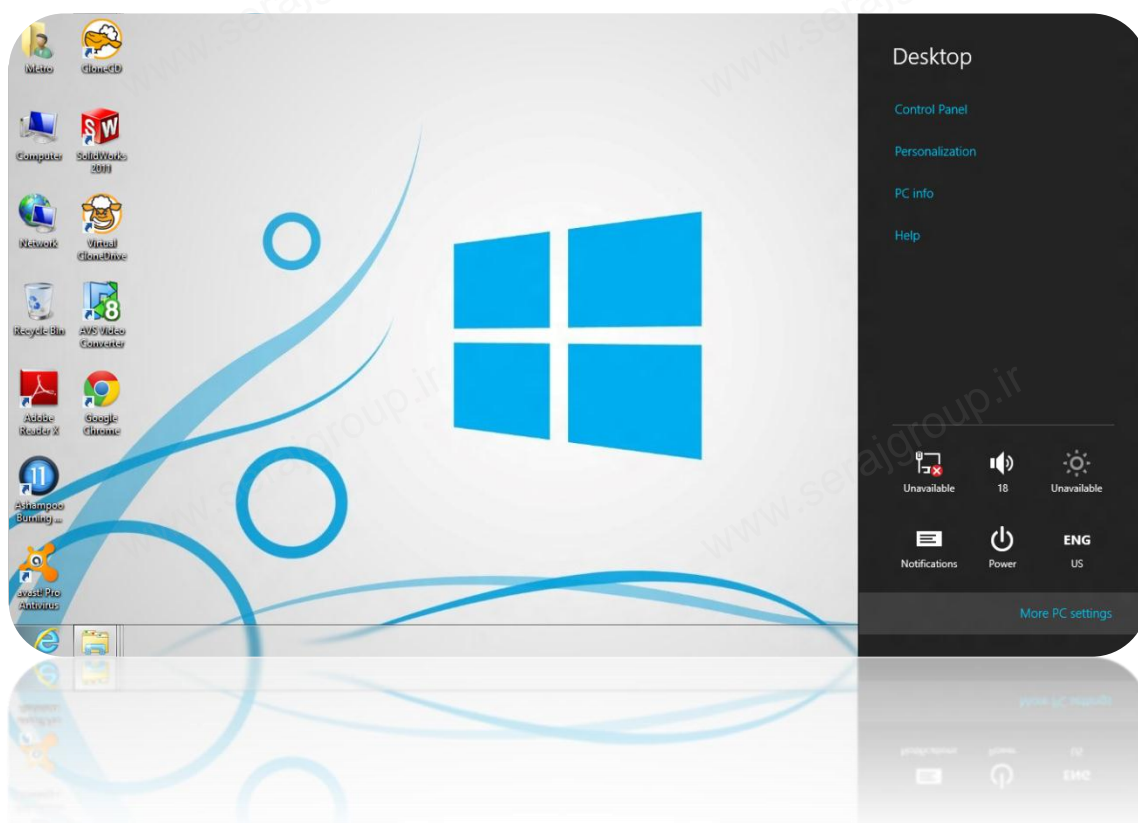 Metro
CloneCD
Computer
SolidWorks
2011
Network
Virtual
CloneDrive
Recycle Bin
AVS Video
Converter
Adobe
Reader X
Google
Chrome
Ashampoo
Burning ...
avast! Pro
Antivirus
Desktop
Control Panel
Personalization
PC info
Help
Unavailable
18
Unavailable
Notifications
Power
ENG
US
More PC settings
www.serajgroup.ir